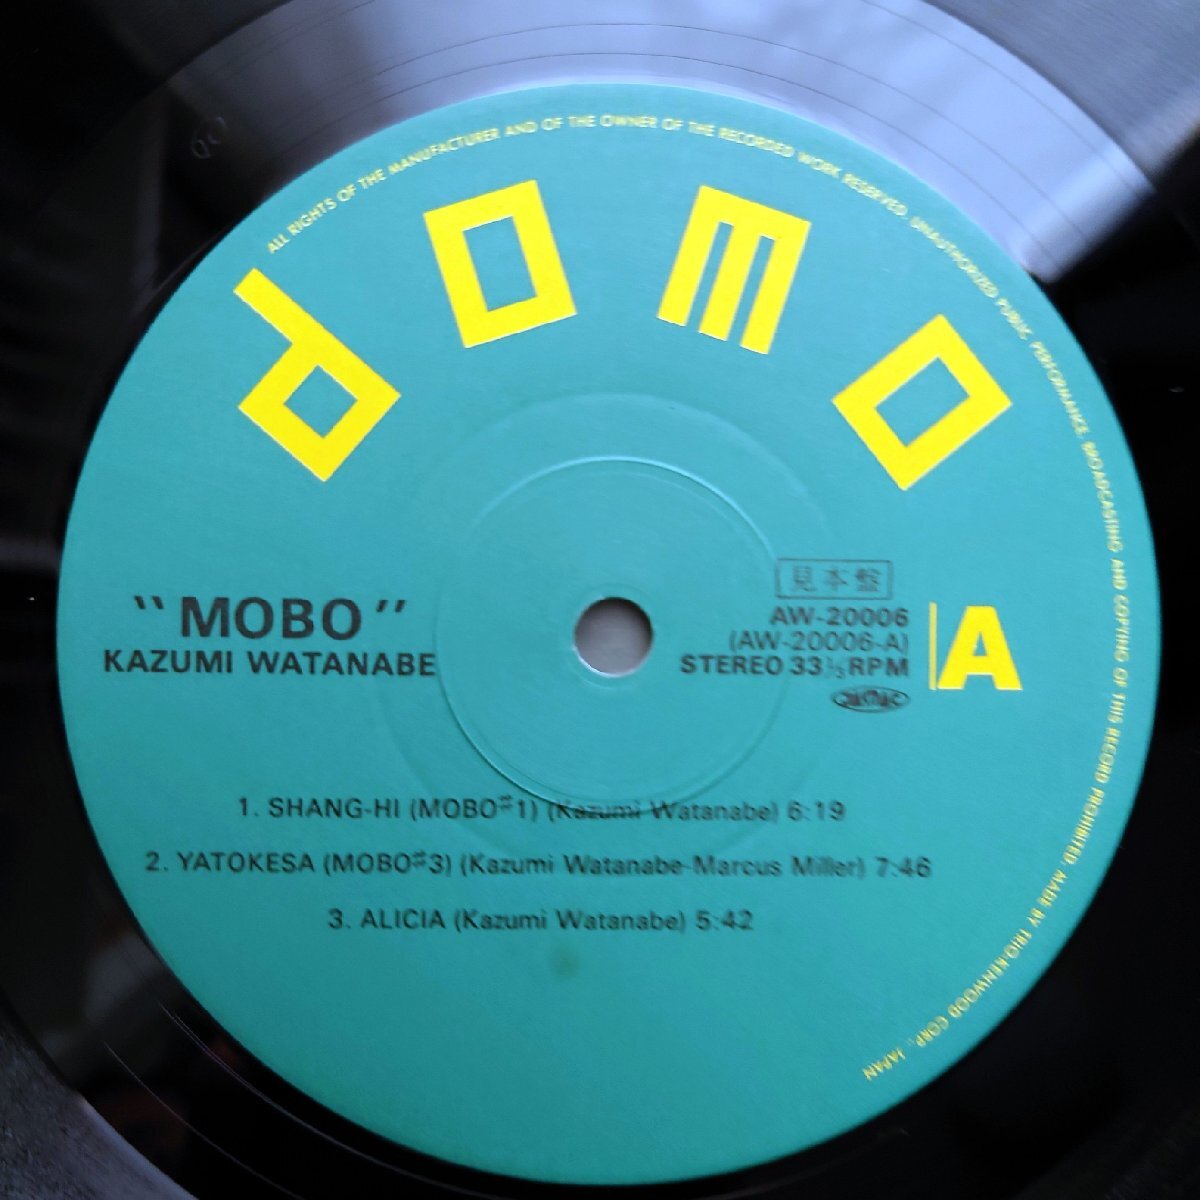 ALL RIGHTS OF THE MANUFACTURER AND OF THE OWNER OF THE RECORDED WORK RESERVED. UNAUTHORIZED PUBLIC PERFORMANCE, BROADCASTING AND COPYING OF THIS RECORD PROHIBITED. MADE BY TRIO-KENWOOD CORP., JAPAN
domo
"MOBO"
KAZUMI WATANABE
見本盤
AW-20006
(AW-20006-A)
STEREO 33⅓RPM
A
1. SHANG-HI (MOBO♯1) (Kazumi Watanabe) 6:19
2. YATOKESA (MOBO♯3) (Kazumi Watanabe-Marcus Miller) 7:46
3. ALICIA (Kazumi Watanabe) 5:42